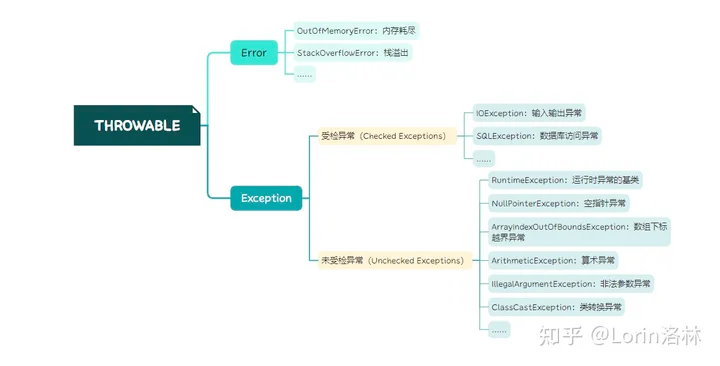 THROWABLE
Error
OutOfMemoryError：内存耗尽
StackOverflowError：栈溢出
......
Exception
受检异常（Checked Exceptions）
IOException：输入输出异常
SQLException：数据库访问异常
......
未受检异常（Unchecked Exceptions）
RuntimeException：运行时异常的基类
NullPointerException：空指针异常
ArrayIndexOutOfBoundsException：数组下标
越界异常
ArithmeticException：算术异常
IllegalArgumentException：非法参数异常
ClassCastException：类转换异常
......
知乎 @Lorin洛林